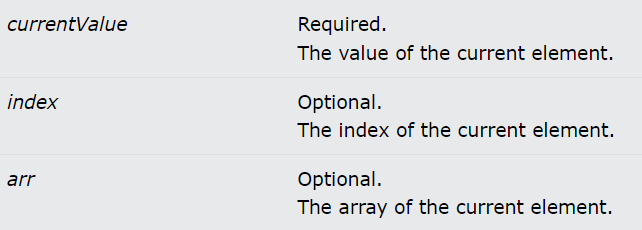 currentValue Required.
The value of the current element.
index Optional.
The index of the current element.
arr Optional.
The array of the current element.